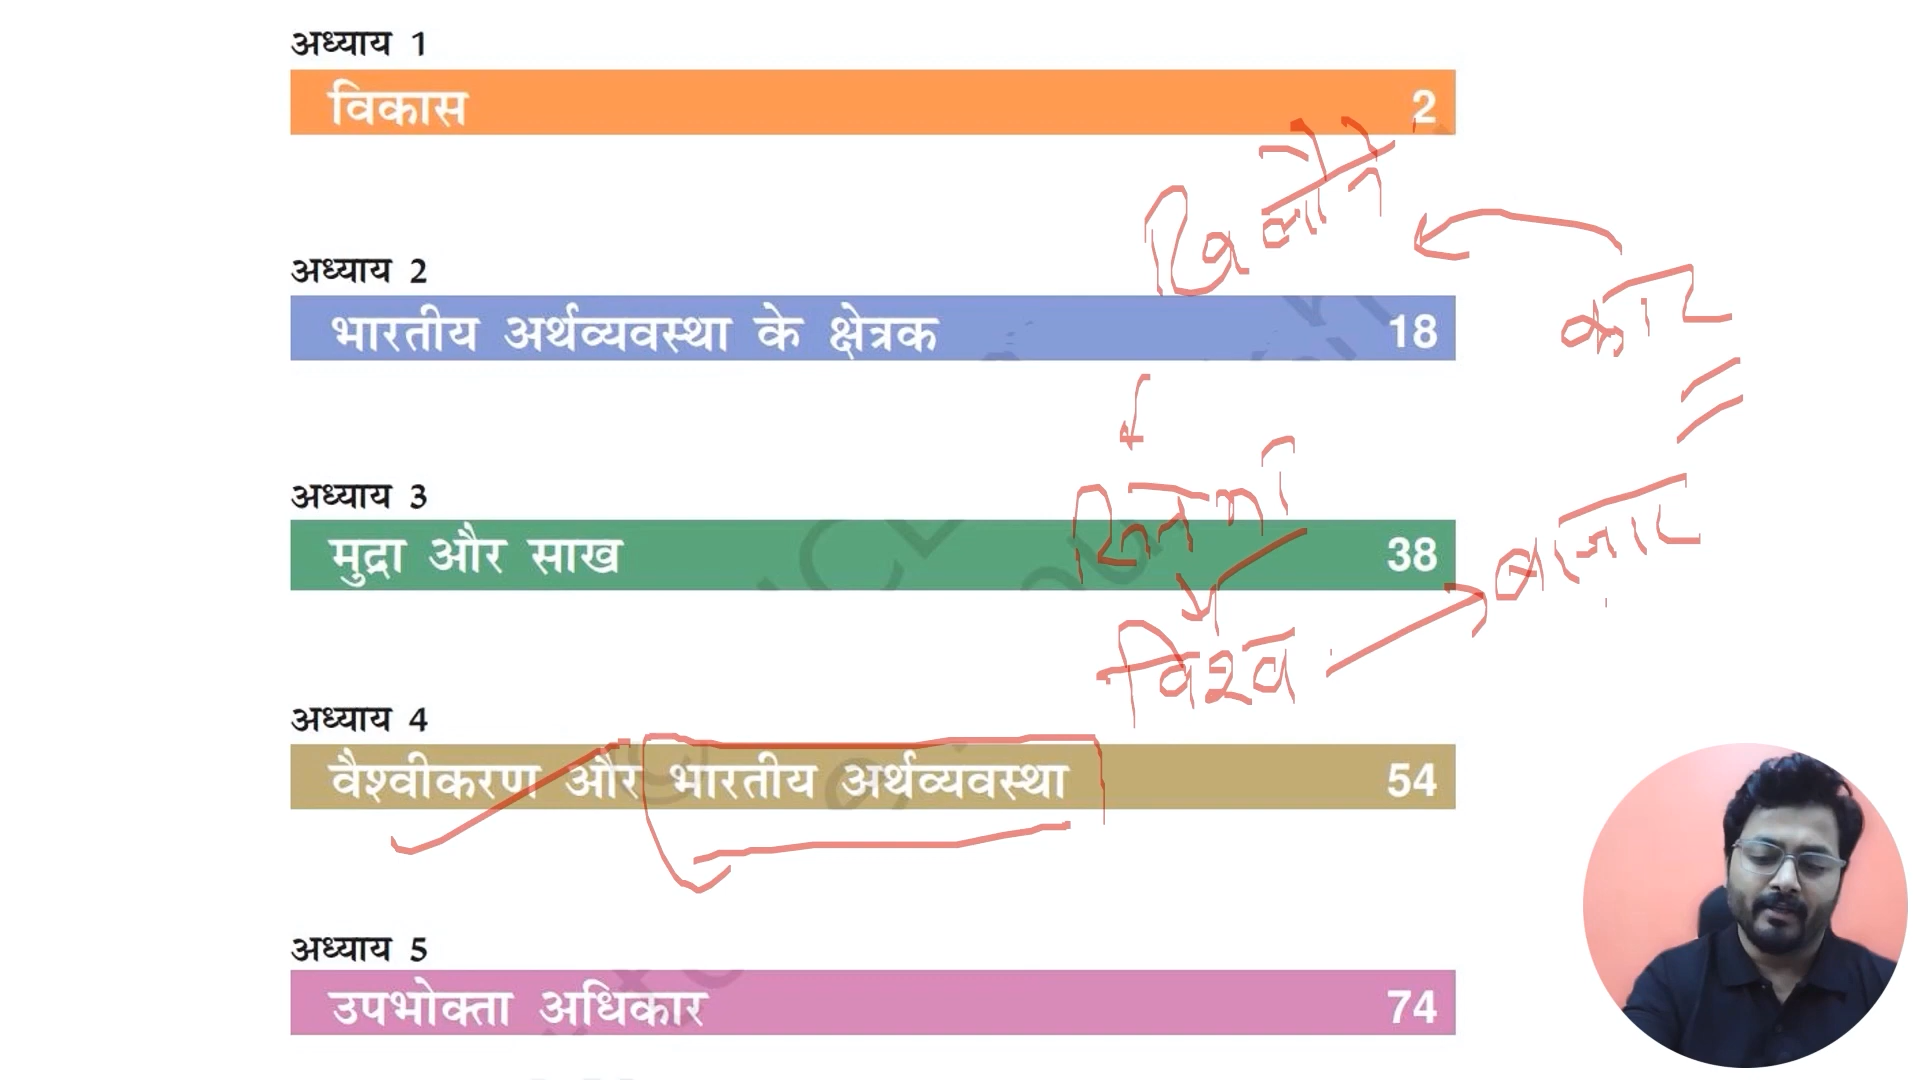 अध्याय 1
विकास 2
खिलौने
अध्याय 2
भारतीय अर्थव्यवस्था के क्षेत्रक 18
कार
अध्याय 3
मुद्रा और साख 38
बाजार
विश्व
अध्याय 4
वैश्वीकरण और भारतीय अर्थव्यवस्था 54
अध्याय 5
उपभोक्ता अधिकार 74